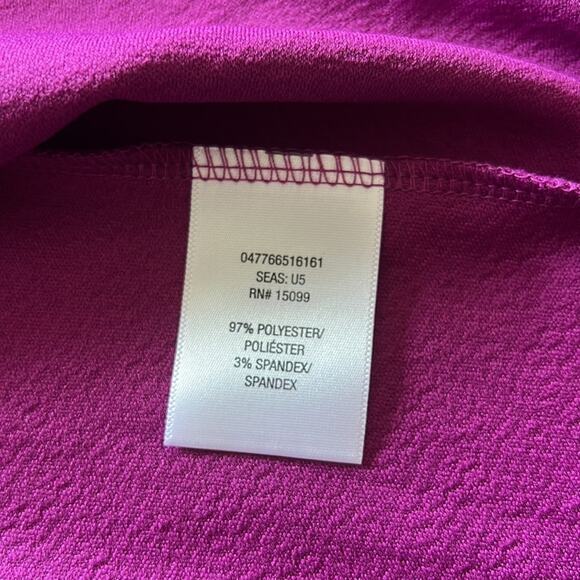 047766516161
SEAS: U5
RN# 15099
97% POLYESTER/
POLIÉSTER
3% SPANDEX/
SPANDEX